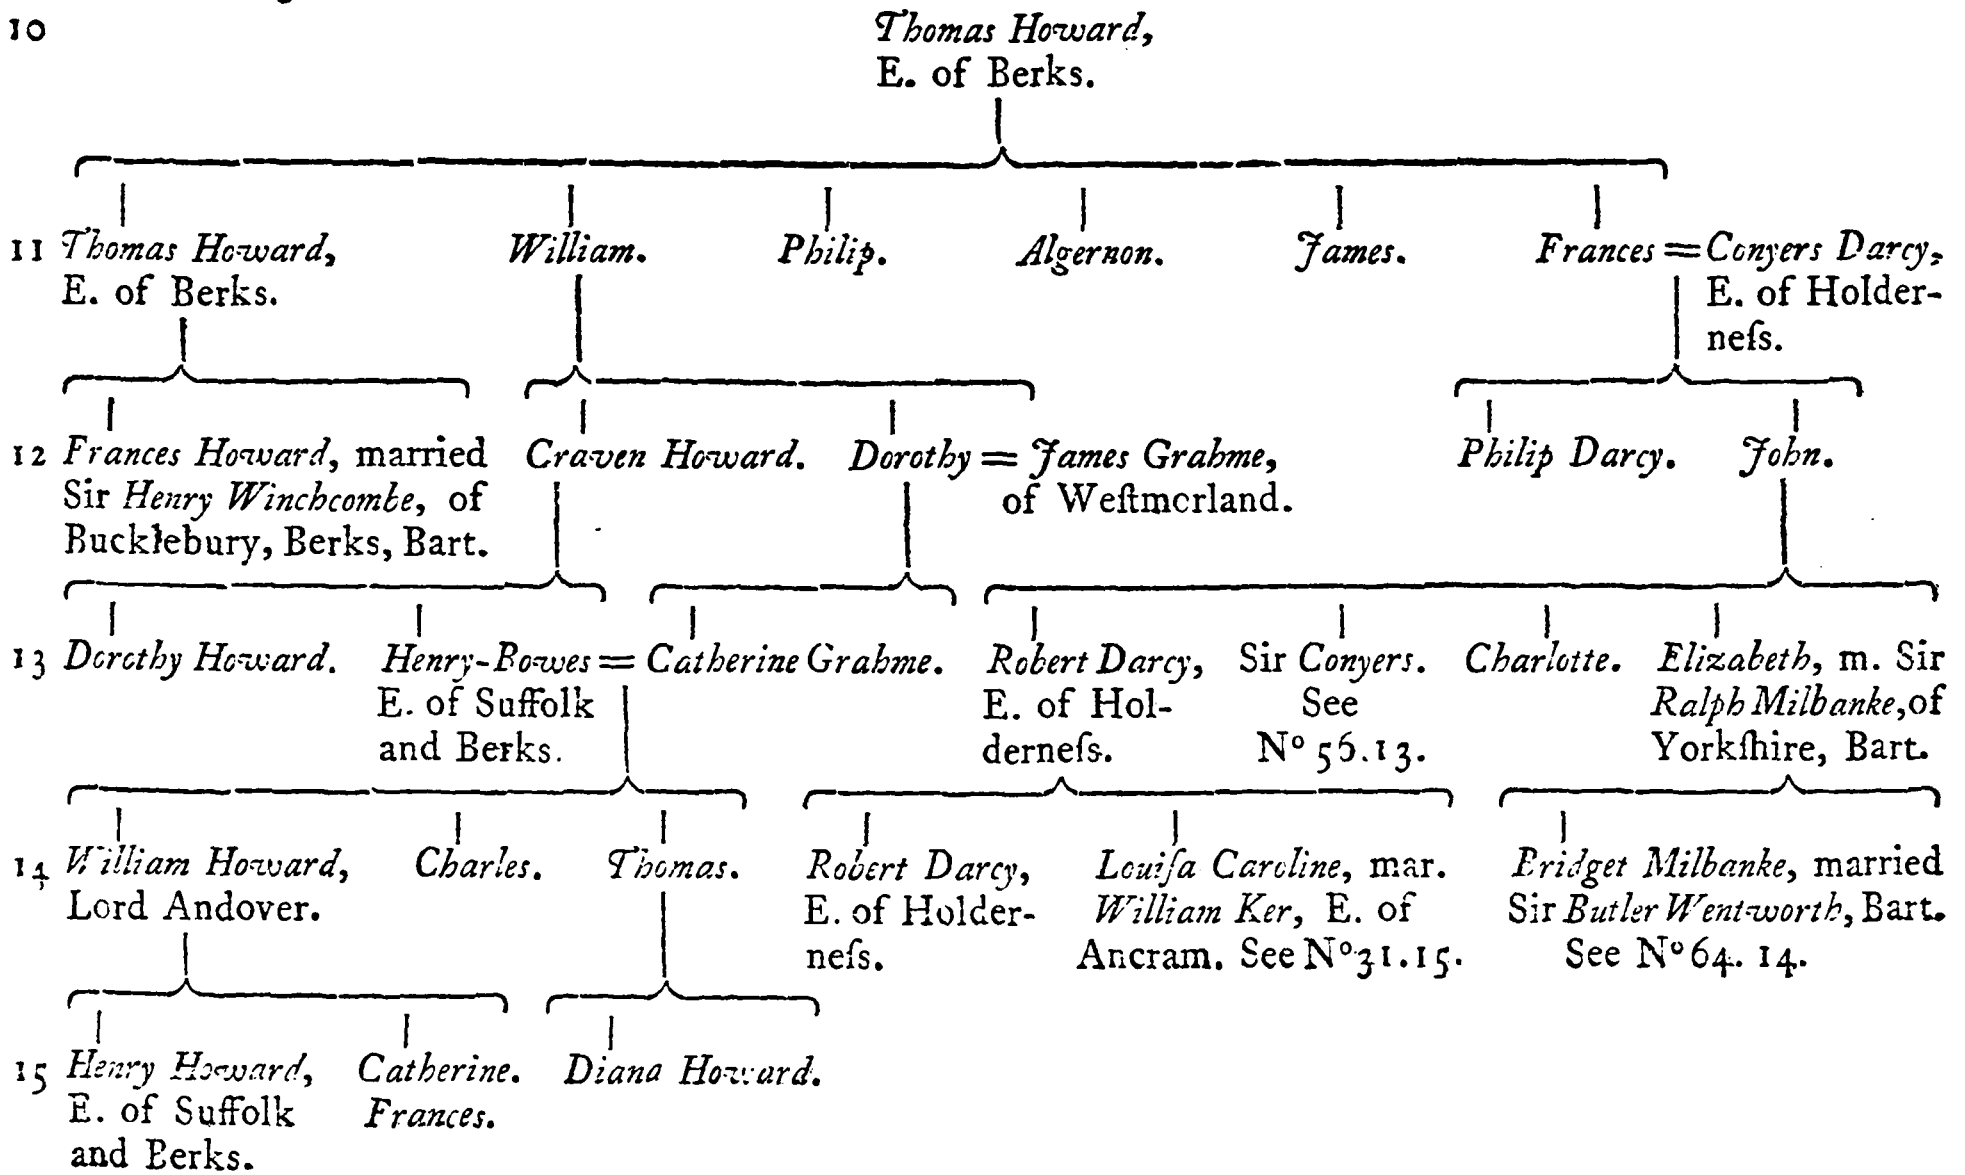 10 Thomas Howard,
E. of Berks.
11 Thomas Howard, William. Philip. Algernon. James. Frances = Conyers Darcy,
E. of Berks. E. of Holder-
neſs.
12 Frances Howard, married Craven Howard. Dorothy = James Grahme, Philip Darcy. John.
Sir Henry Winchcombe, of of Weſtmorland.
Bucklebury, Berks, Bart.
13 Dorothy Howard. Henry-Bowes = Catherine Grahme. Robert Darcy, Sir Conyers. Charlotte. Elizabeth, m. Sir
E. of Suffolk E. of Hol- See Ralph Milbanke, of
and Berks. derneſs. No 56.13. Yorkſhire, Bart.
14 William Howard, Charles. Thomas. Robert Darcy, Louiſa Caroline, mar. Bridget Milbanke, married
Lord Andover. E. of Holder- William Ker, E. of Sir Butler Wentworth, Bart.
neſs. Ancram. See No 31.15. See No 64. 14.
15 Henry Howard, Catherine. Diana Howard.
E. of Suffolk Frances.
and Berks.